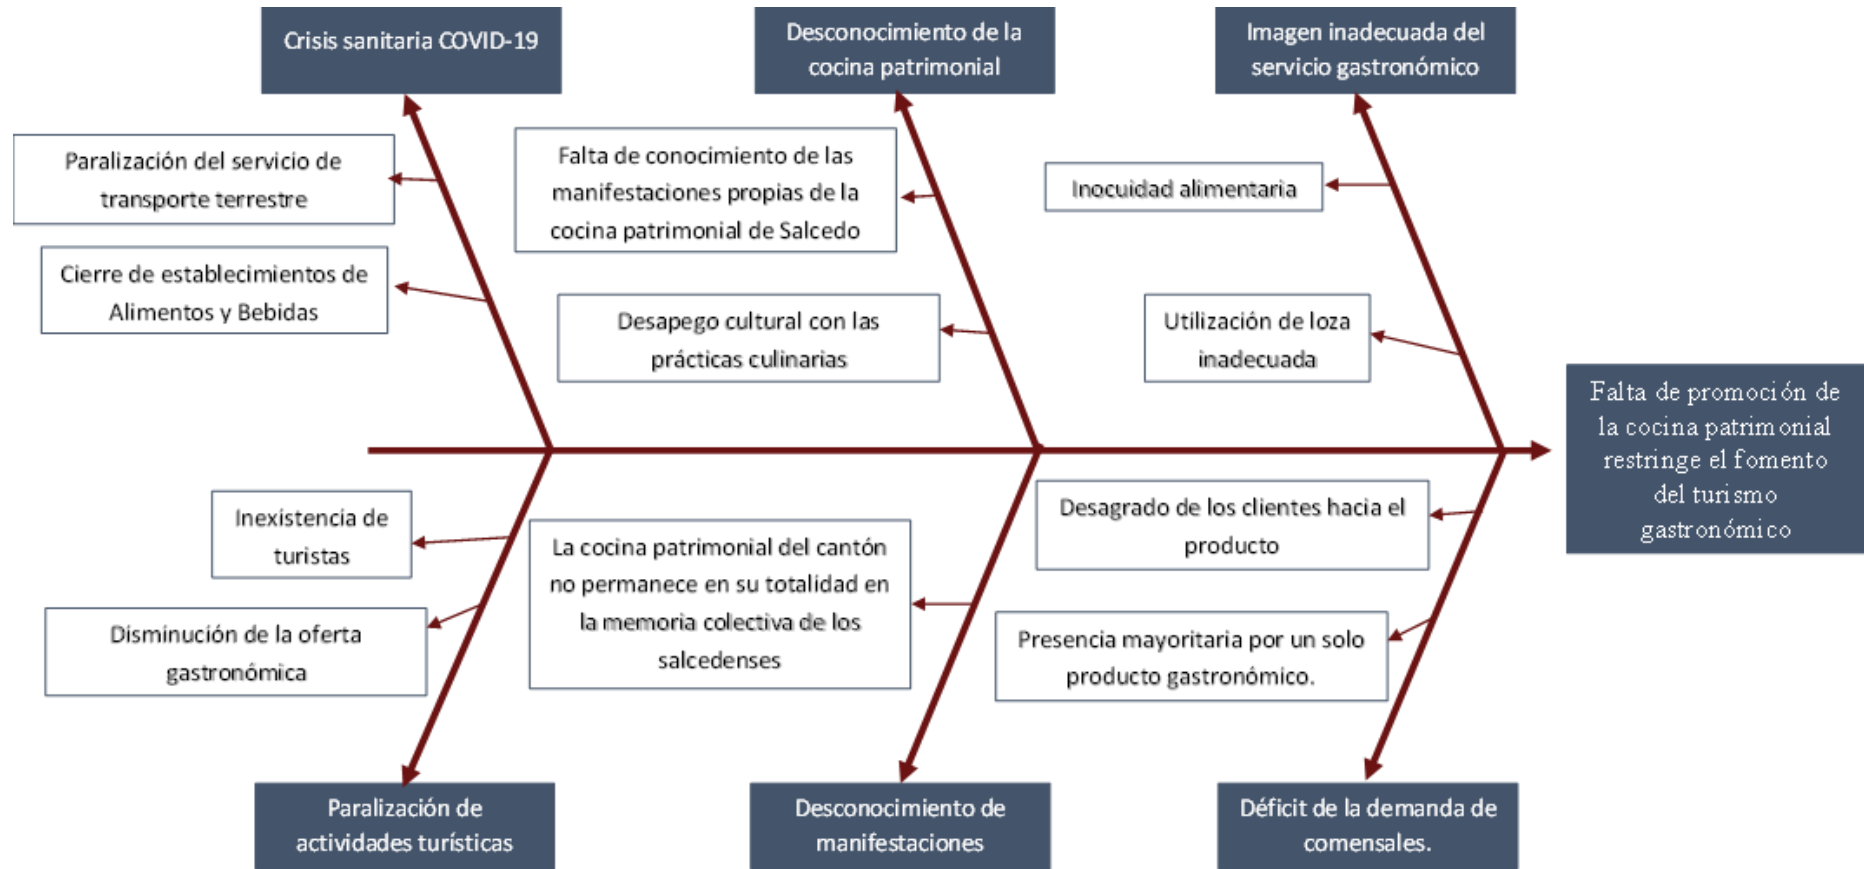 Crisis sanitaria COVID-19
Desconocimiento de la
cocina patrimonial
Imagen inadecuada del
servicio gastronómico
Paralización del servicio de
transporte terrestre
Cierre de establecimientos de
Alimentos y Bebidas
Falta de conocimiento de las
manifestaciones propias de la
cocina patrimonial de Salcedo
Desapego cultural con las
prácticas culinarias
Inocuidad alimentaria
Utilización de loza
inadecuada
Falta de promoción de
la cocina patrimonial
restringe el fomento
del turismo
gastronómico
Inexistencia de
turistas
Disminución de la oferta
gastronómica
La cocina patrimonial del cantón
no permanece en su totalidad en
la memoria colectiva de los
salcedenses
Desagrado de los clientes hacia el
producto
Presencia mayoritaria por un solo
producto gastronómico.
Paralización de
actividades turísticas
Desconocimiento de
manifestaciones
Déficit de la demanda de
comensales.